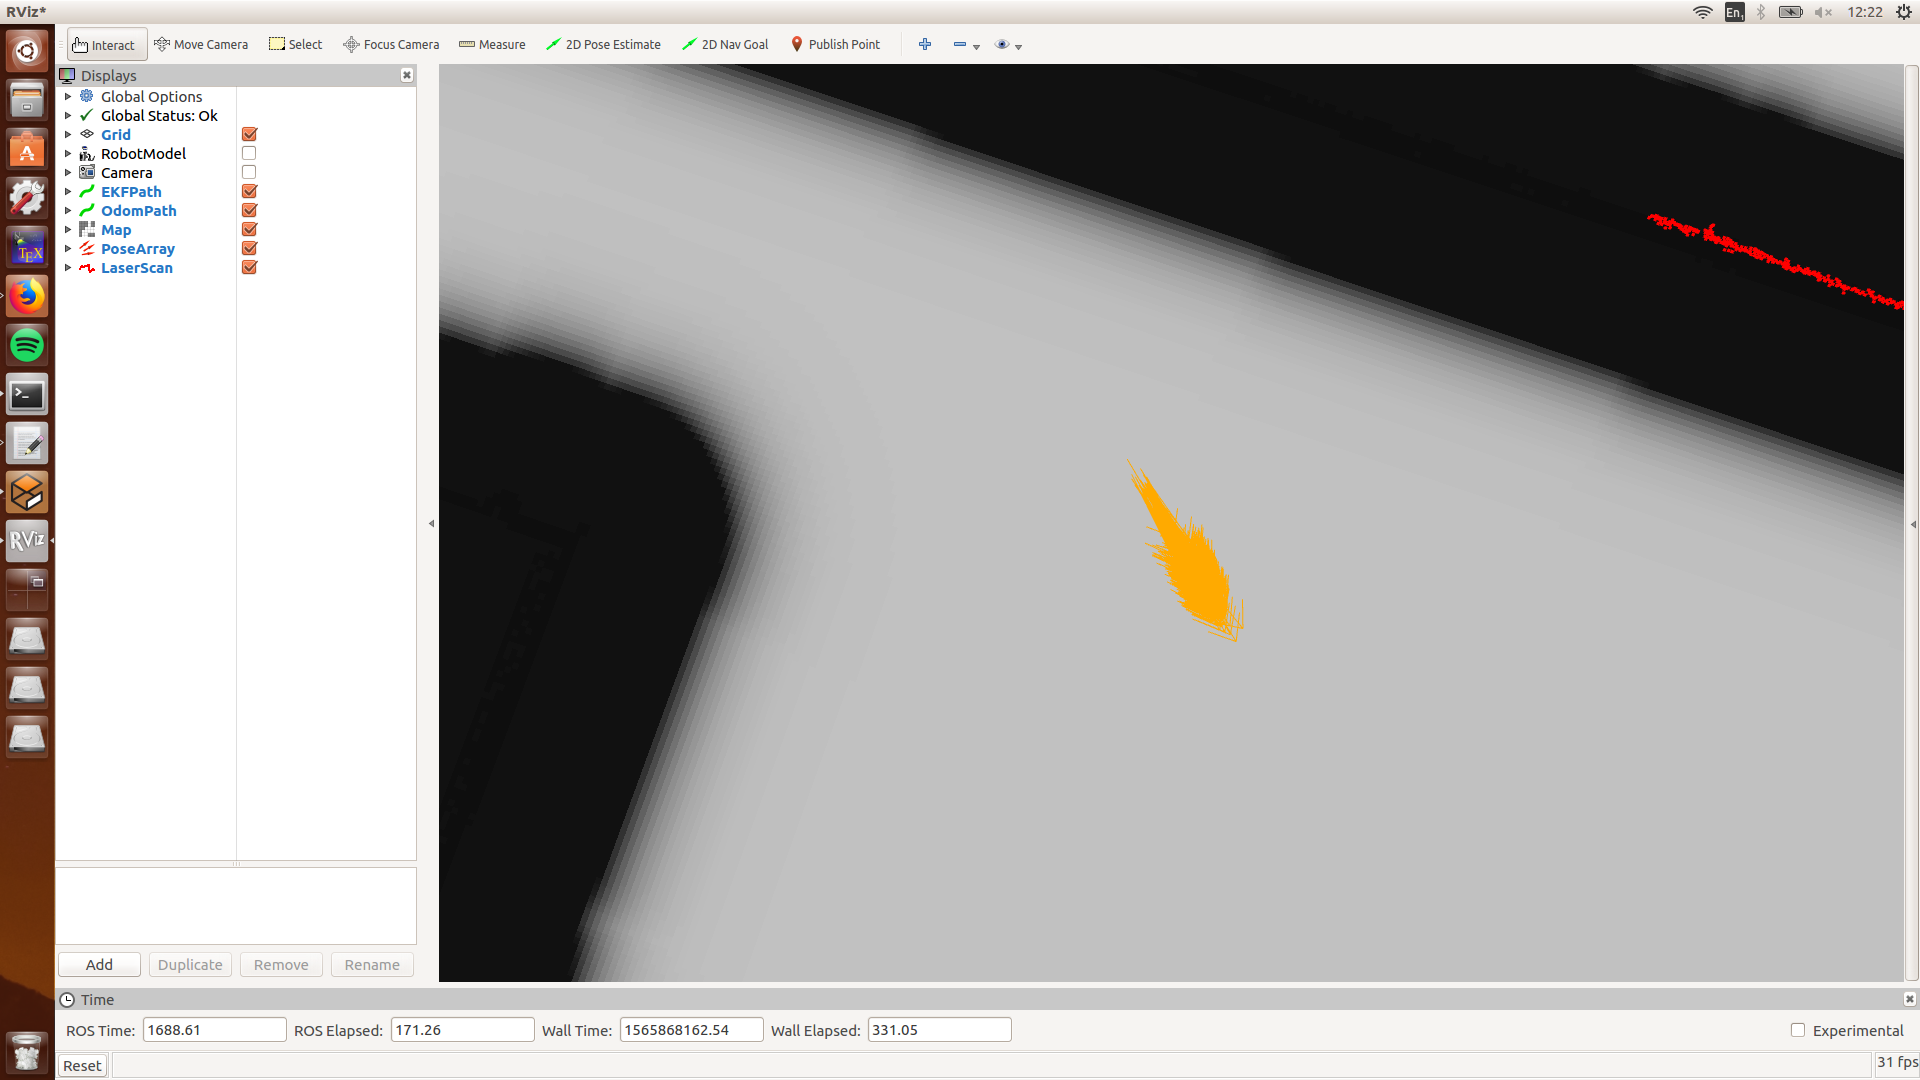 RViz*
En1
12:22
Interact
Move Camera
Select
Focus Camera
Measure
2D Pose Estimate
2D Nav Goal
Publish Point
Displays
Global Options
Global Status: Ok
Grid
RobotModel
Camera
EKFPath
OdomPath
Map
PoseArray
LaserScan
TEX
RViz
Add
Duplicate
Remove
Rename
Time
ROS Time: 1688.61 ROS Elapsed: 171.26 Wall Time: 1565868162.54 Wall Elapsed: 331.05 Experimental
Reset
31 fps